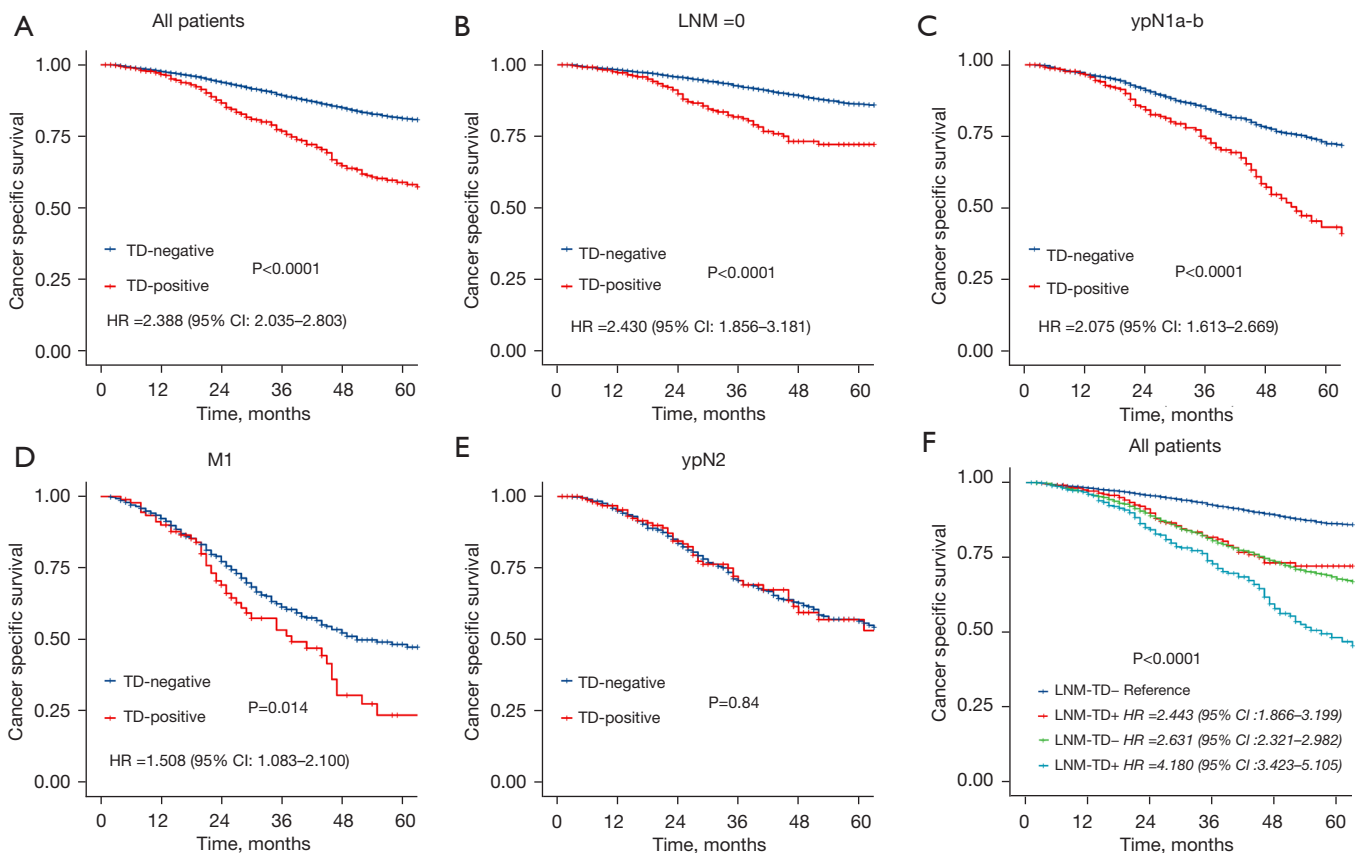 A
All patients
Cancer specific survival
1.00
0.75
0.50
0.25
0.00
TD-negative
P<0.0001
TD-positive
HR =2.388 (95% CI: 2.035–2.803)
0 12 24 36 48 60
Time, months
B
LNM =0
Cancer specific survival
1.00
0.75
0.50
0.25
0.00
TD-negative
P<0.0001
TD-positive
HR =2.430 (95% CI: 1.856–3.181)
0 12 24 36 48 60
Time, months
C
ypN1a-b
Cancer specific survival
1.00
0.75
0.50
0.25
0.00
TD-negative
P<0.0001
TD-positive
HR =2.075 (95% CI: 1.613–2.669)
0 12 24 36 48 60
Time, months
D
M1
Cancer specific survival
1.00
0.75
0.50
0.25
0.00
TD-negative
P=0.014
TD-positive
HR =1.508 (95% CI: 1.083–2.100)
0 12 24 36 48 60
Time, months
E
ypN2
Cancer specific survival
1.00
0.75
0.50
0.25
0.00
TD-negative
P=0.84
TD-positive
0 12 24 36 48 60
Time, months
F
All patients
Cancer specific survival
1.00
0.75
0.50
0.25
0.00
P<0.0001
LNM-TD− Reference
LNM-TD+ HR =2.443 (95% CI :1.866–3.199)
LNM-TD− HR =2.631 (95% CI :2.321–2.982)
LNM-TD+ HR =4.180 (95% CI :3.423–5.105)
0 12 24 36 48 60
Time, months